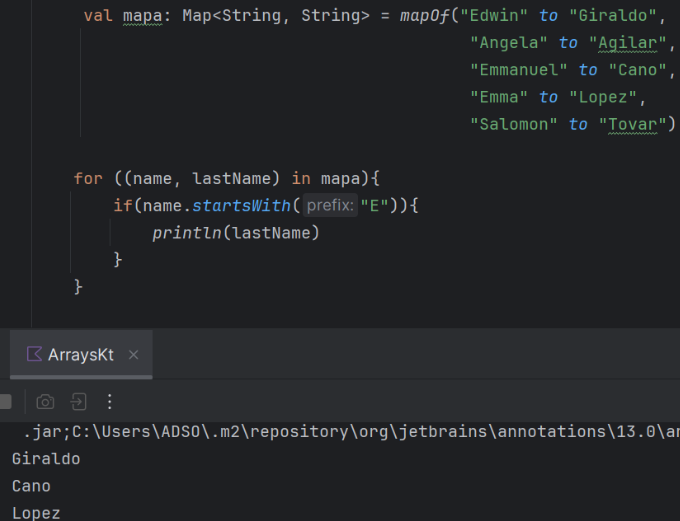 val mapa: Map<String, String> = mapOf("Edwin" to "Giraldo",
"Angela" to "Agilar",
"Emmanuel" to "Cano",
"Emma" to "Lopez",
"Salomon" to "Tovar")
for ((name, lastName) in mapa){
if(name.startsWith( prefix: "E")){
println(lastName)
}
}
ArraysKt ×
.jar;C:\Users\ADSO\.m2\repository\org\jetbrains\annotations\13.0\an
Giraldo
Cano
Lopez